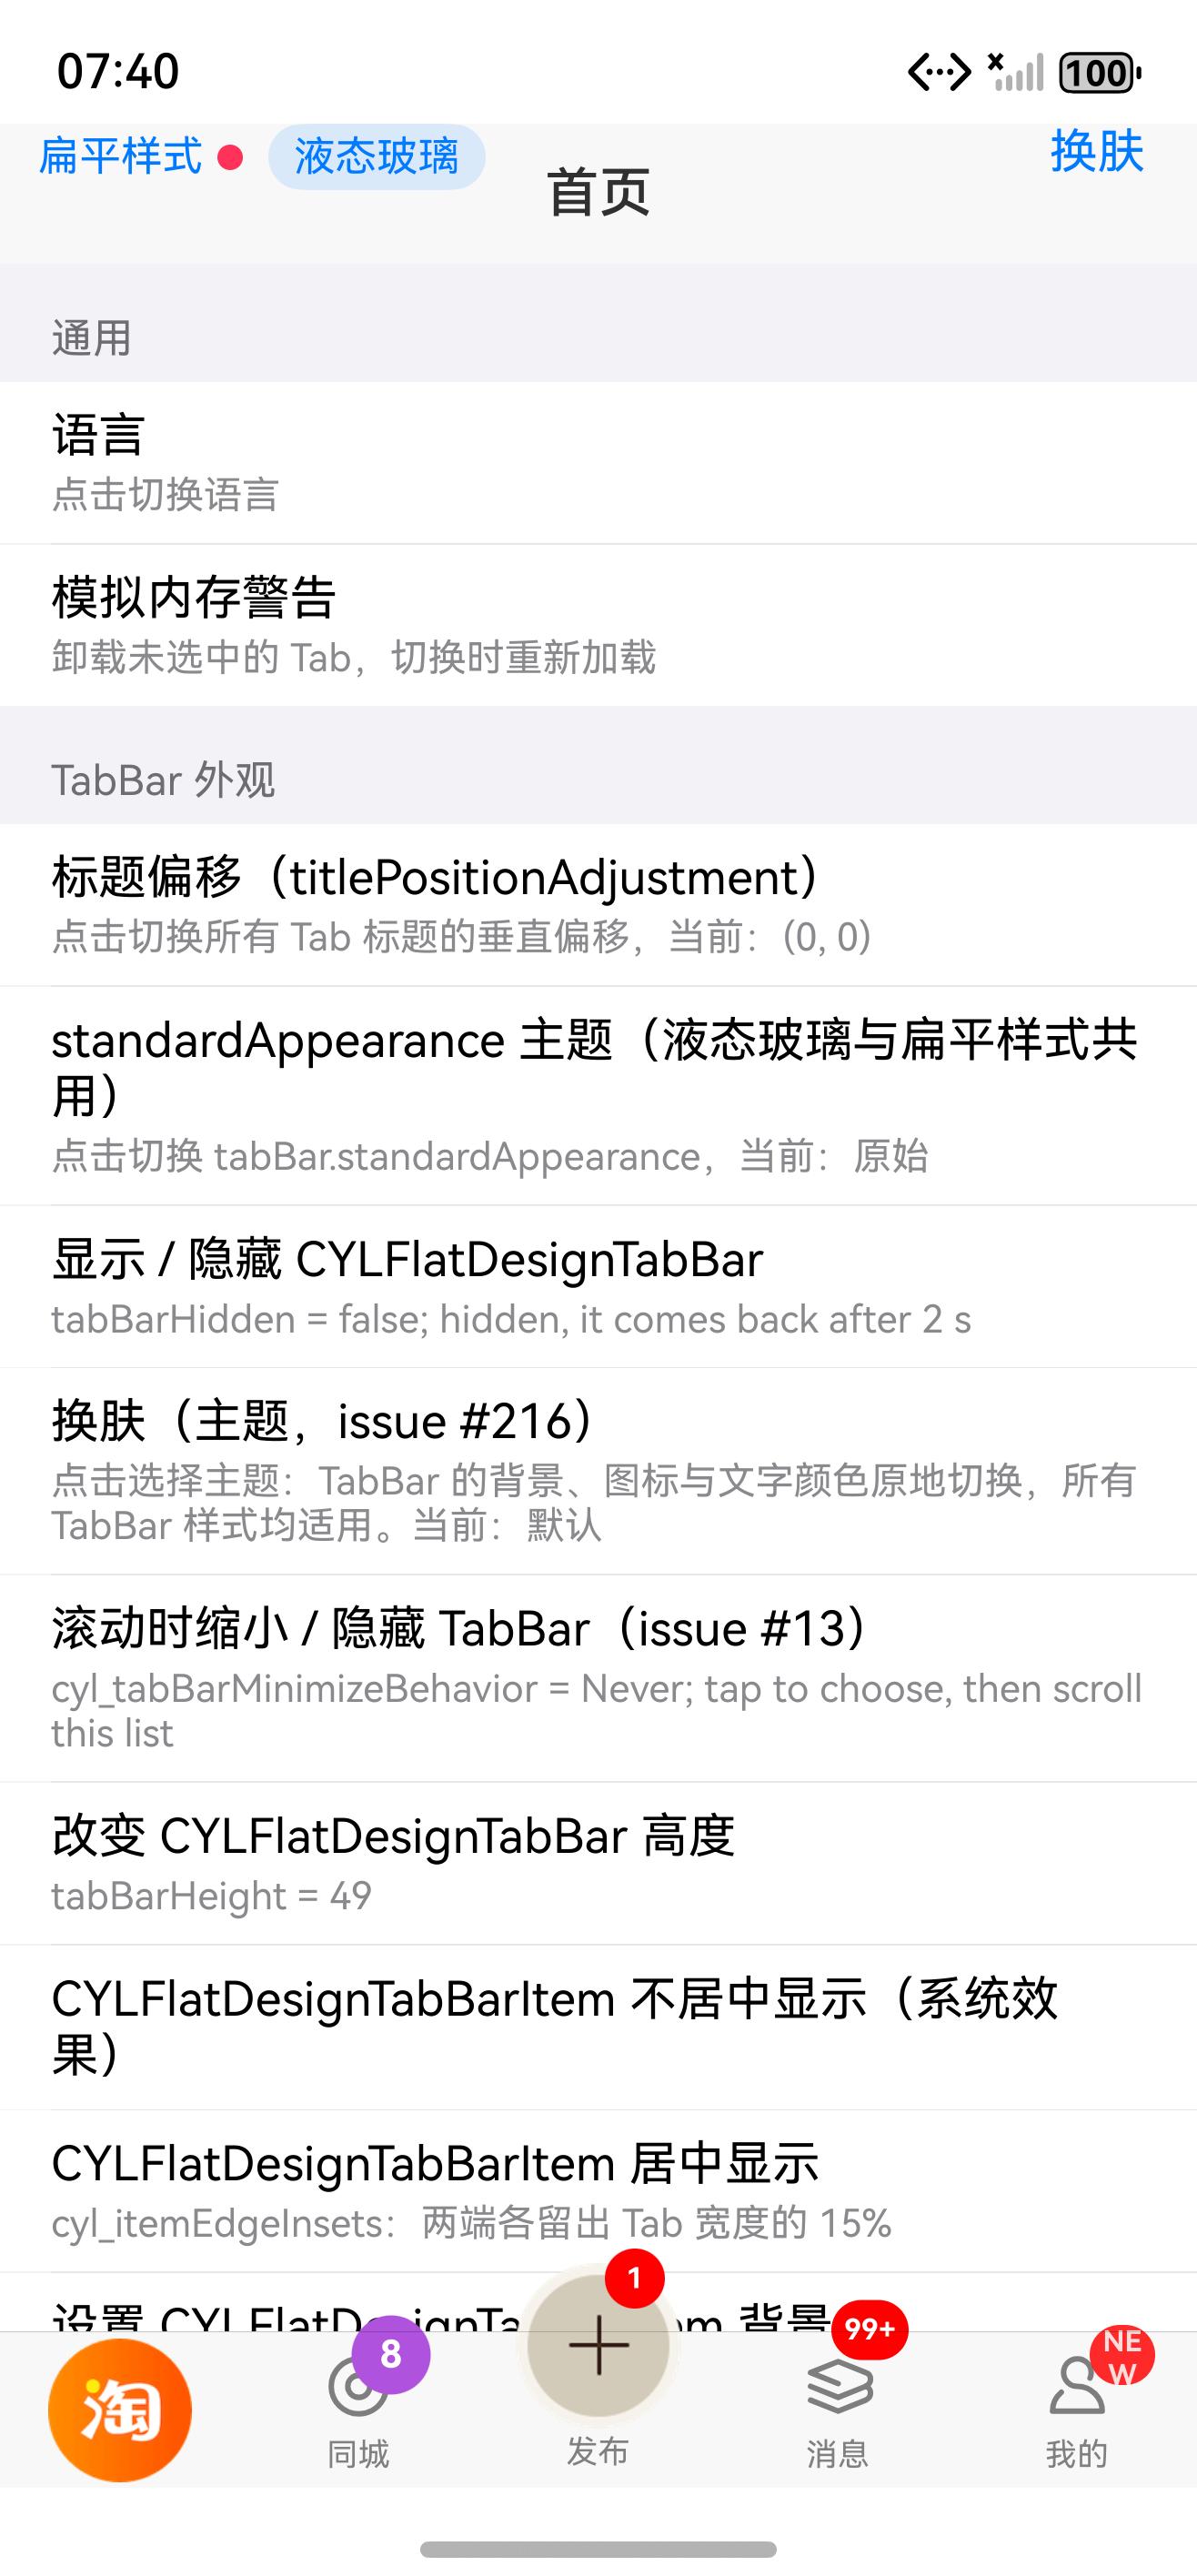 07:40
100
扁平样式
液态玻璃
首页
换肤
通用
语言
点击切换语言
模拟内存警告
卸载未选中的 Tab，切换时重新加载
TabBar 外观
标题偏移（titlePositionAdjustment）
点击切换所有 Tab 标题的垂直偏移，当前：(0, 0)
standardAppearance 主题（液态玻璃与扁平样式共
用）
点击切换 tabBar.standardAppearance，当前：原始
显示 / 隐藏 CYLFlatDesignTabBar
tabBarHidden = false; hidden, it comes back after 2 s
换肤（主题，issue #216）
点击选择主题：TabBar 的背景、图标与文字颜色原地切换，所有
TabBar 样式均适用。当前：默认
滚动时缩小 / 隐藏 TabBar（issue #13）
cyl_tabBarMinimizeBehavior = Never; tap to choose, then scroll
this list
改变 CYLFlatDesignTabBar 高度
tabBarHeight = 49
CYLFlatDesignTabBarItem 不居中显示（系统效
果）
CYLFlatDesignTabBarItem 居中显示
cyl_itemEdgeInsets：两端各留出 Tab 宽度的 15%
设置 CYLFlatDesignTa em 背景
1
8
99+
NE
W
淘
同城
发布
消息
我的